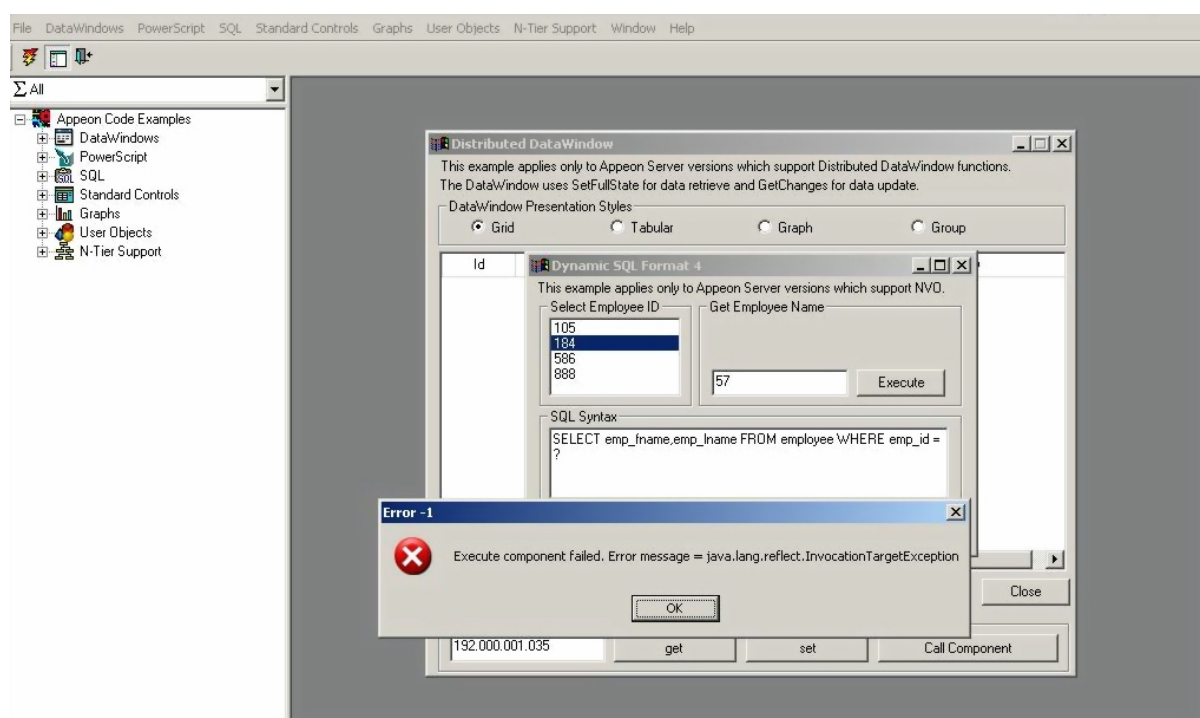 File DataWindows PowerScript SQL Standard Controls Graphs User Objects N-Tier Support Window Help
Σ All
Appeon Code Examples
DataWindows
PowerScript
SQL
Standard Controls
Graphs
User Objects
N-Tier Support
Distributed DataWindow
This example applies only to Appeon Server versions which support Distributed DataWindow functions.
The DataWindow uses SetFullState for data retrieve and GetChanges for data update.
DataWindow Presentation Styles
Grid Tabular Graph Group
Id
Dynamic SQL Format 4
This example applies only to Appeon Server versions which support NVO.
Select Employee ID Get Employee Name
105
184
586
888
57 Execute
SQL Syntax
SELECT emp_fname,emp_lname FROM employee WHERE emp_id =
?
Error -1
Execute component failed. Error message = java.lang.reflect.InvocationTargetException
OK
Close
192.000.001.035 get set Call Component